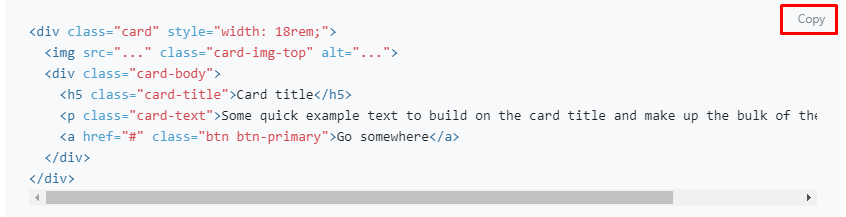 Copy
<div class="card" style="width: 18rem;">
  <img src="..." class="card-img-top" alt="...">
  <div class="card-body">
    <h5 class="card-title">Card title</h5>
    <p class="card-text">Some quick example text to build on the card title and make up the bulk of the
    <a href="#" class="btn btn-primary">Go somewhere</a>
  </div>
</div>